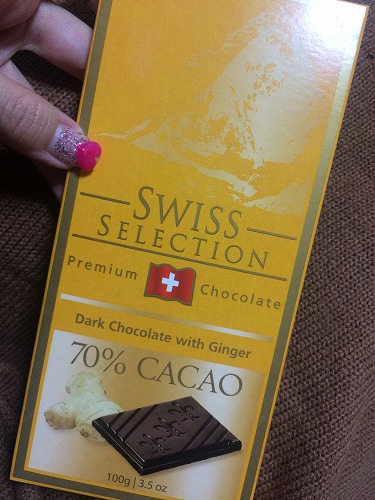 SWISS
SELECTION
Premium Chocolate
Dark Chocolate with Ginger
70% CACAO
100g | 3.5 oz